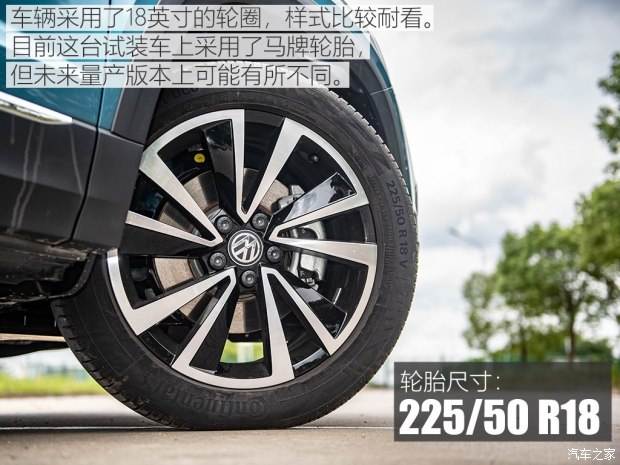 车辆采用了18英寸的轮圈，样式比较耐看。
目前这台试装车上采用了马牌轮胎，
但未来量产版本上可能有所不同。
225/50 R 18 V
Continental
轮胎尺寸：
225/50 R18
汽车之家